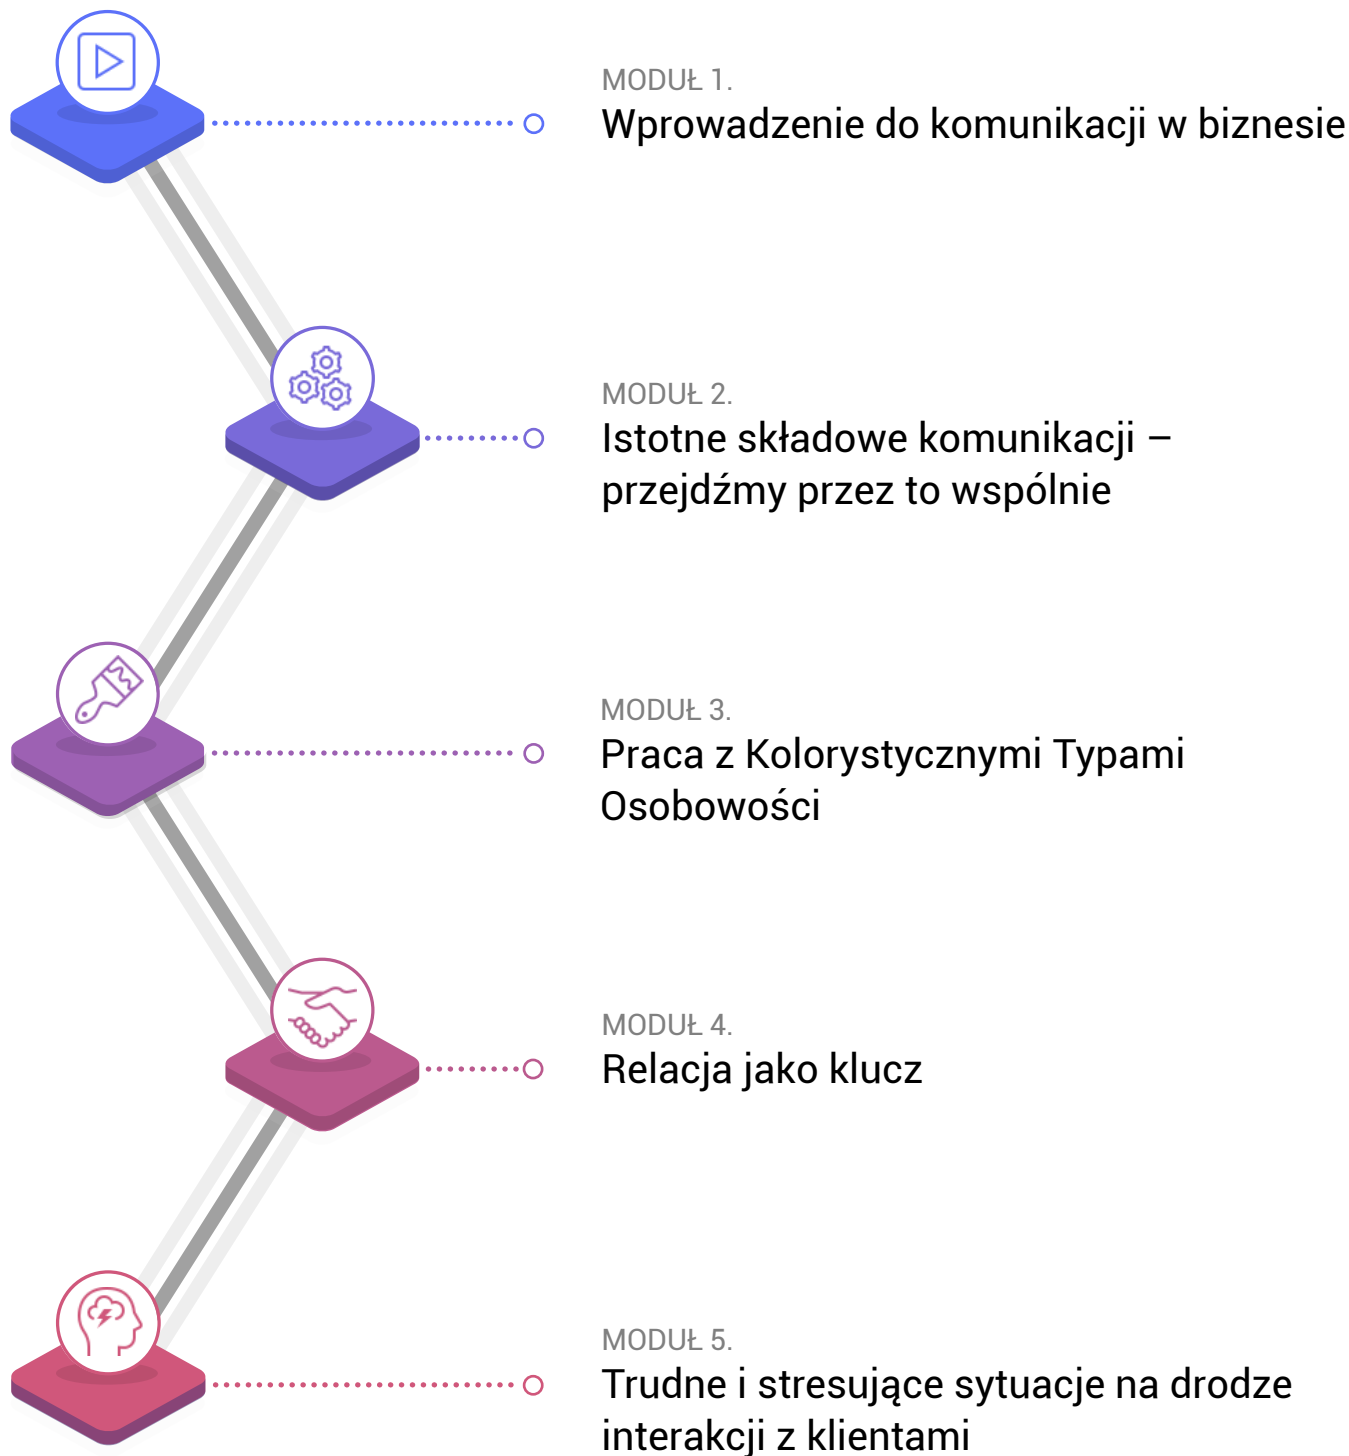 MODUŁ 1.
Wprowadzenie do komunikacji w biznesie
MODUŁ 2.
Istotne składowe komunikacji –
przejdźmy przez to wspólnie
MODUŁ 3.
Praca z Kolorystycznymi Typami
Osobowości
MODUŁ 4.
Relacja jako klucz
MODUŁ 5.
Trudne i stresujące sytuacje na drodze
interakcji z klientami